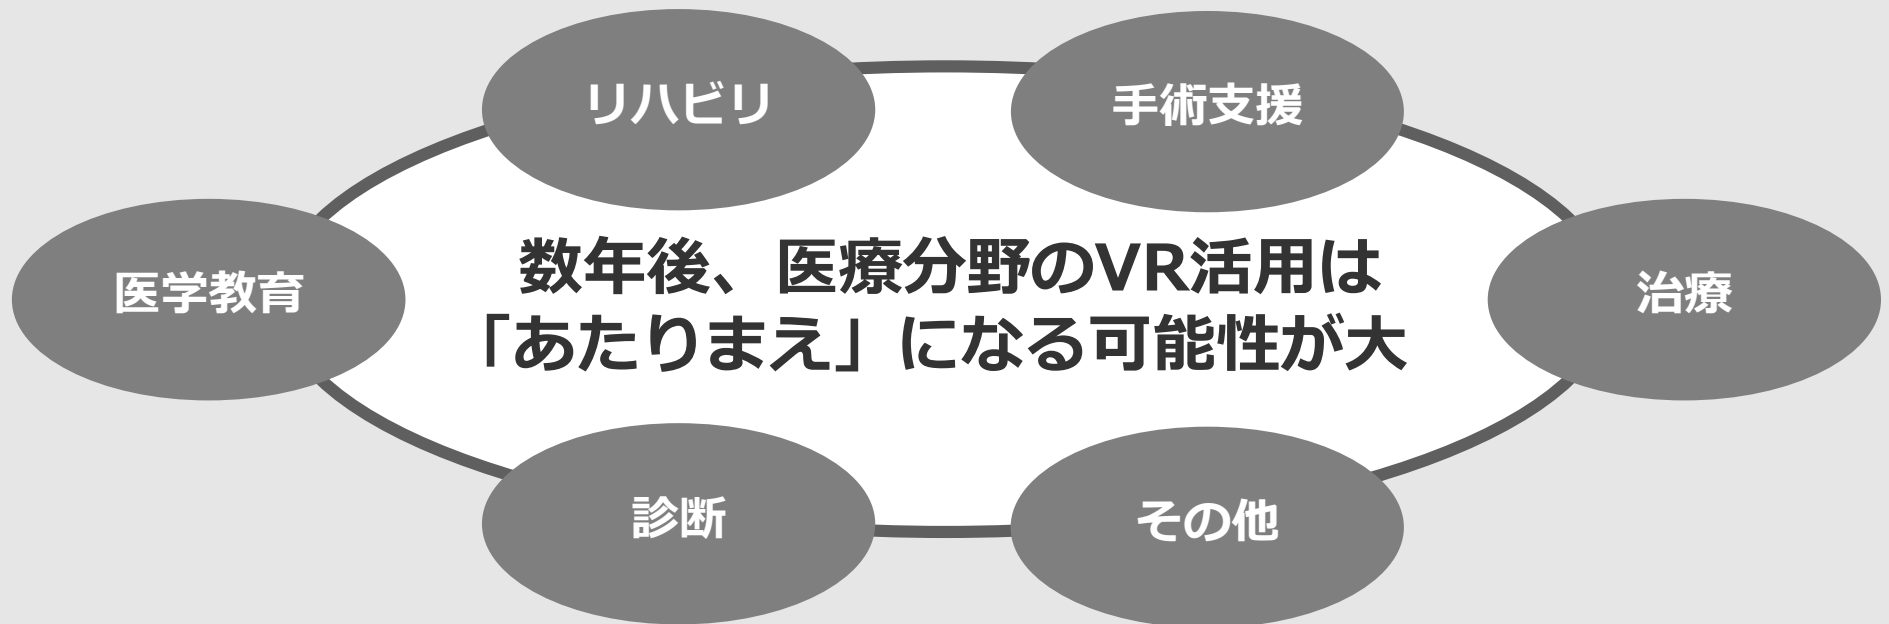 リハビリ
手術支援
医学教育
数年後、医療分野のVR活用は
「あたりまえ」になる可能性が大
治療
診断
その他